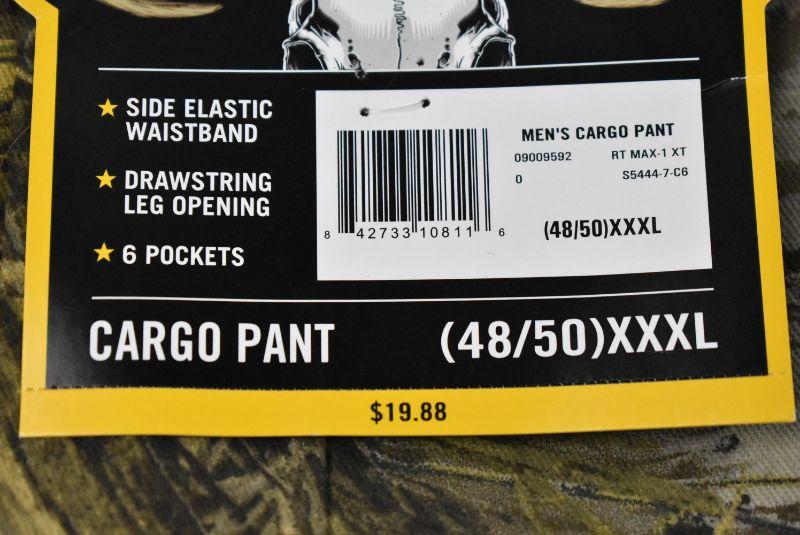 ★ SIDE ELASTIC
WAISTBAND
★ DRAWSTRING
LEG OPENING
★ 6 POCKETS
MEN'S CARGO PANT
09009592 RT MAX-1 XT
0 S5444-7-C6
8 42733 10811 6
(48/50)XXXL
CARGO PANT (48/50)XXXL
$19.88